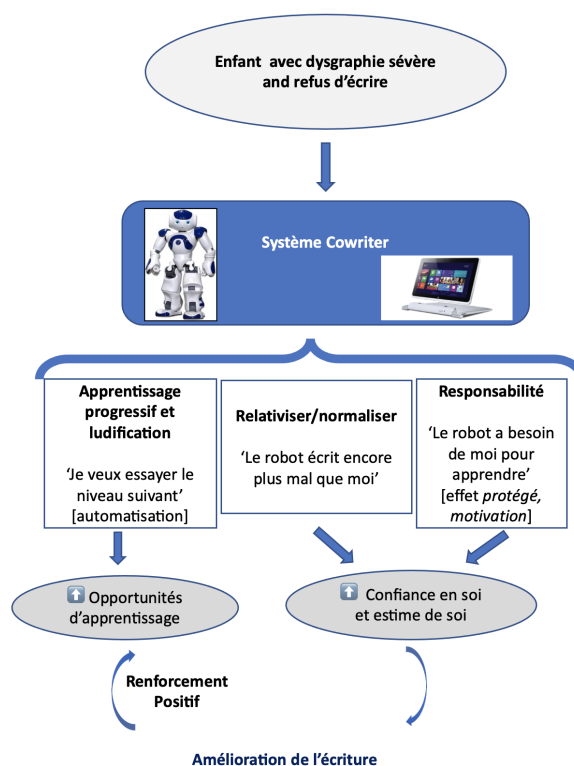 Enfant  avec dysgraphie sévère
and refus d'écrire
Système Cowriter
Apprentissage
progressif et
ludification
'Je veux essayer le
niveau suivant'
[automatisation]
Relativiser/normaliser
'Le robot écrit encore
plus mal que moi'
Responsabilité
'Le robot a besoin
de moi pour
apprendre'
[effet protégé,
motivation]
Opportunités
d'apprentissage
Confiance en soi
et estime de soi
Renforcement
Positif
Amélioration de l'écriture